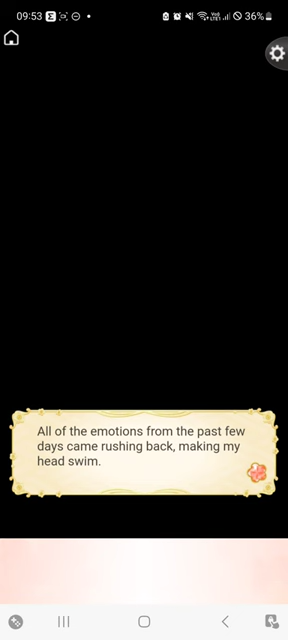 09:53
36%
All of the emotions from the past few
days came rushing back, making my
head swim.